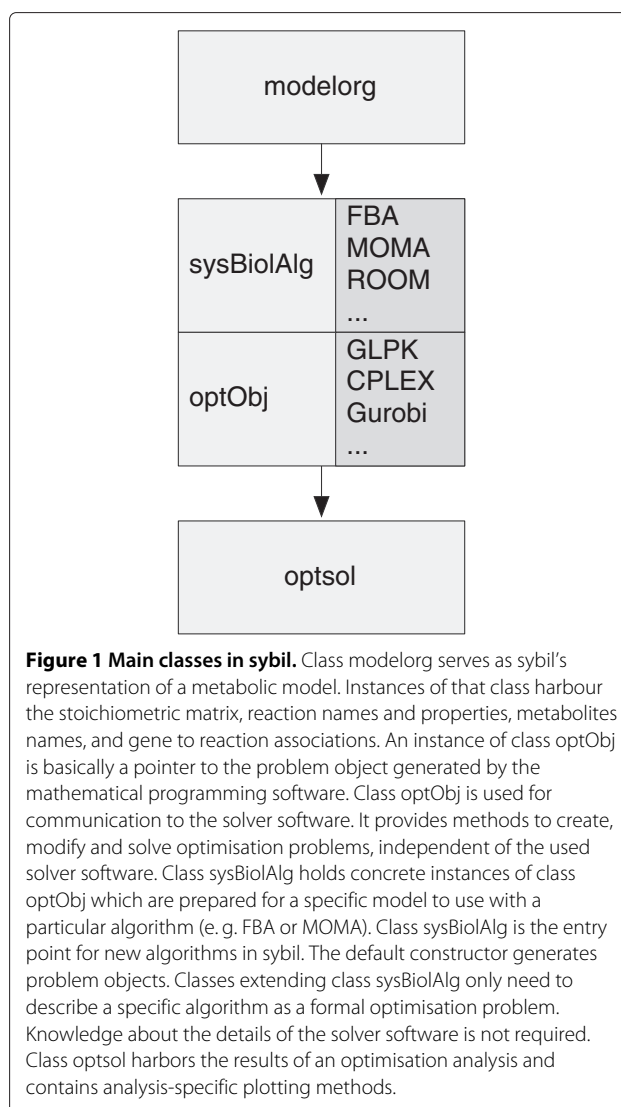 modelorg
sysBiolAlg
FBA
MOMA
ROOM
...
optObj
GLPK
CPLEX
Gurobi
...
optsol
Figure 1 Main classes in sybil. Class modelorg serves as sybil's
representation of a metabolic model. Instances of that class harbour
the stoichiometric matrix, reaction names and properties, metabolites
names, and gene to reaction associations. An instance of class optObj
is basically a pointer to the problem object generated by the
mathematical programming software. Class optObj is used for
communication to the solver software. It provides methods to create,
modify and solve optimisation problems, independent of the used
solver software. Class sysBiolAlg holds concrete instances of class
optObj which are prepared for a specific model to use with a
particular algorithm (e. g. FBA or MOMA). Class sysBiolAlg is the entry
point for new algorithms in sybil. The default constructor generates
problem objects. Classes extending class sysBiolAlg only need to
describe a specific algorithm as a formal optimisation problem.
Knowledge about the details of the solver software is not required.
Class optsol harbors the results of an optimisation analysis and
contains analysis-specific plotting methods.